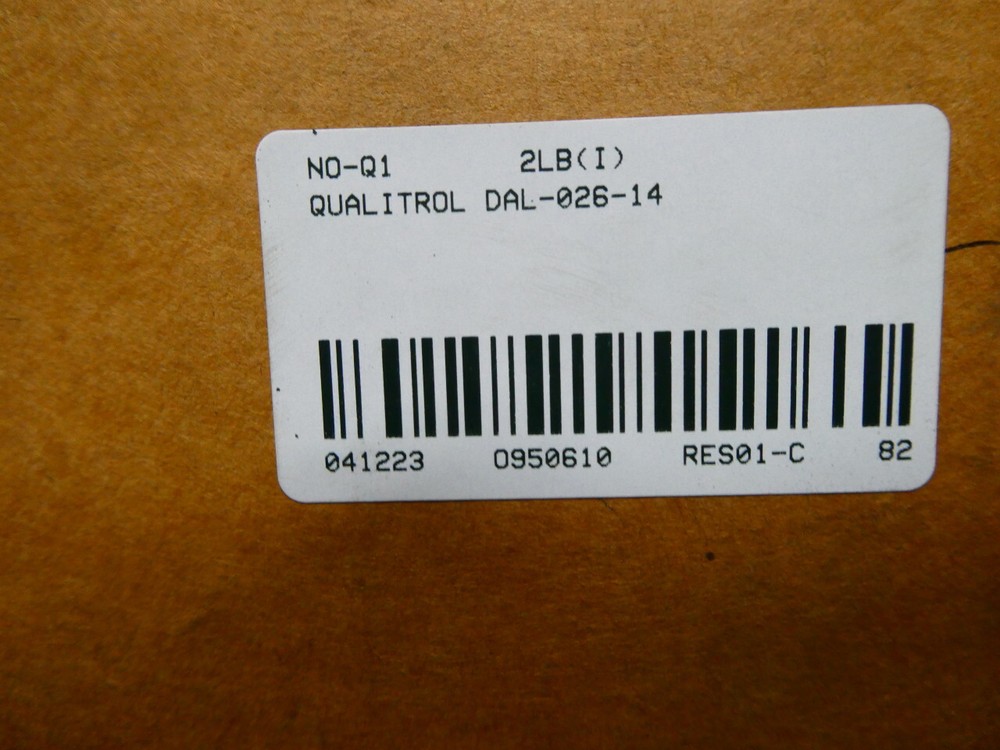 NO-Q1 2LB(I)
QUALITROL DAL-026-14
041223 0950610 RES01-C 82